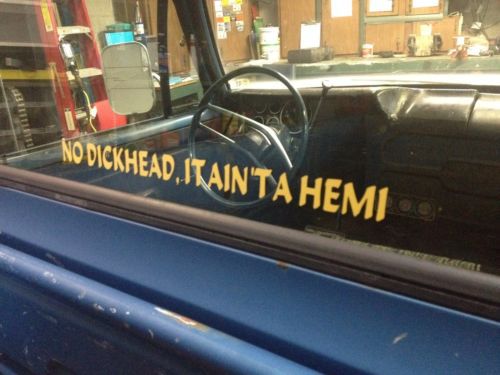 NO DICKHEAD, IT AIN'T A HEMI